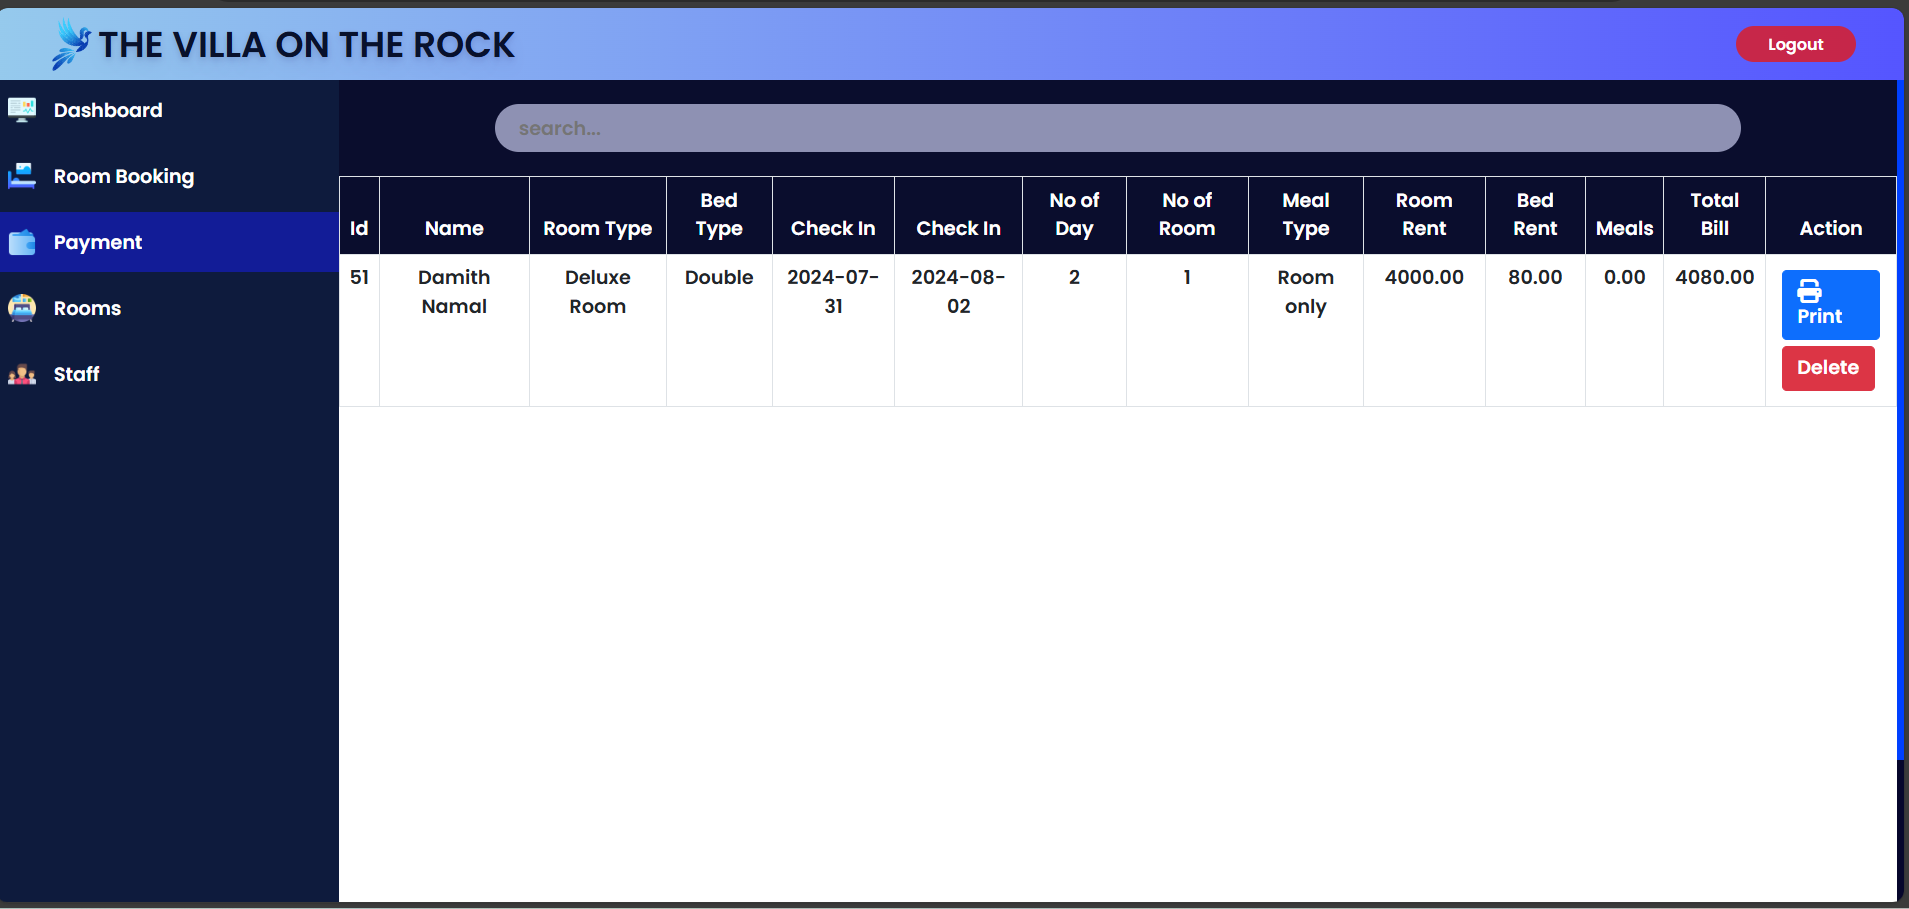 THE VILLA ON THE ROCK
Logout
Dashboard
Room Booking
Payment
Rooms
Staff
search...
Id
Name
Room Type
Bed
Type
Check In
Check In
No of
Day
No of
Room
Meal
Type
Room
Rent
Bed
Rent
Meals
Total
Bill
Action
51
Damith
Namal
Deluxe
Room
Double
2024-07-
31
2024-08-
02
2
1
Room
only
4000.00
80.00
0.00
4080.00
Print
Delete